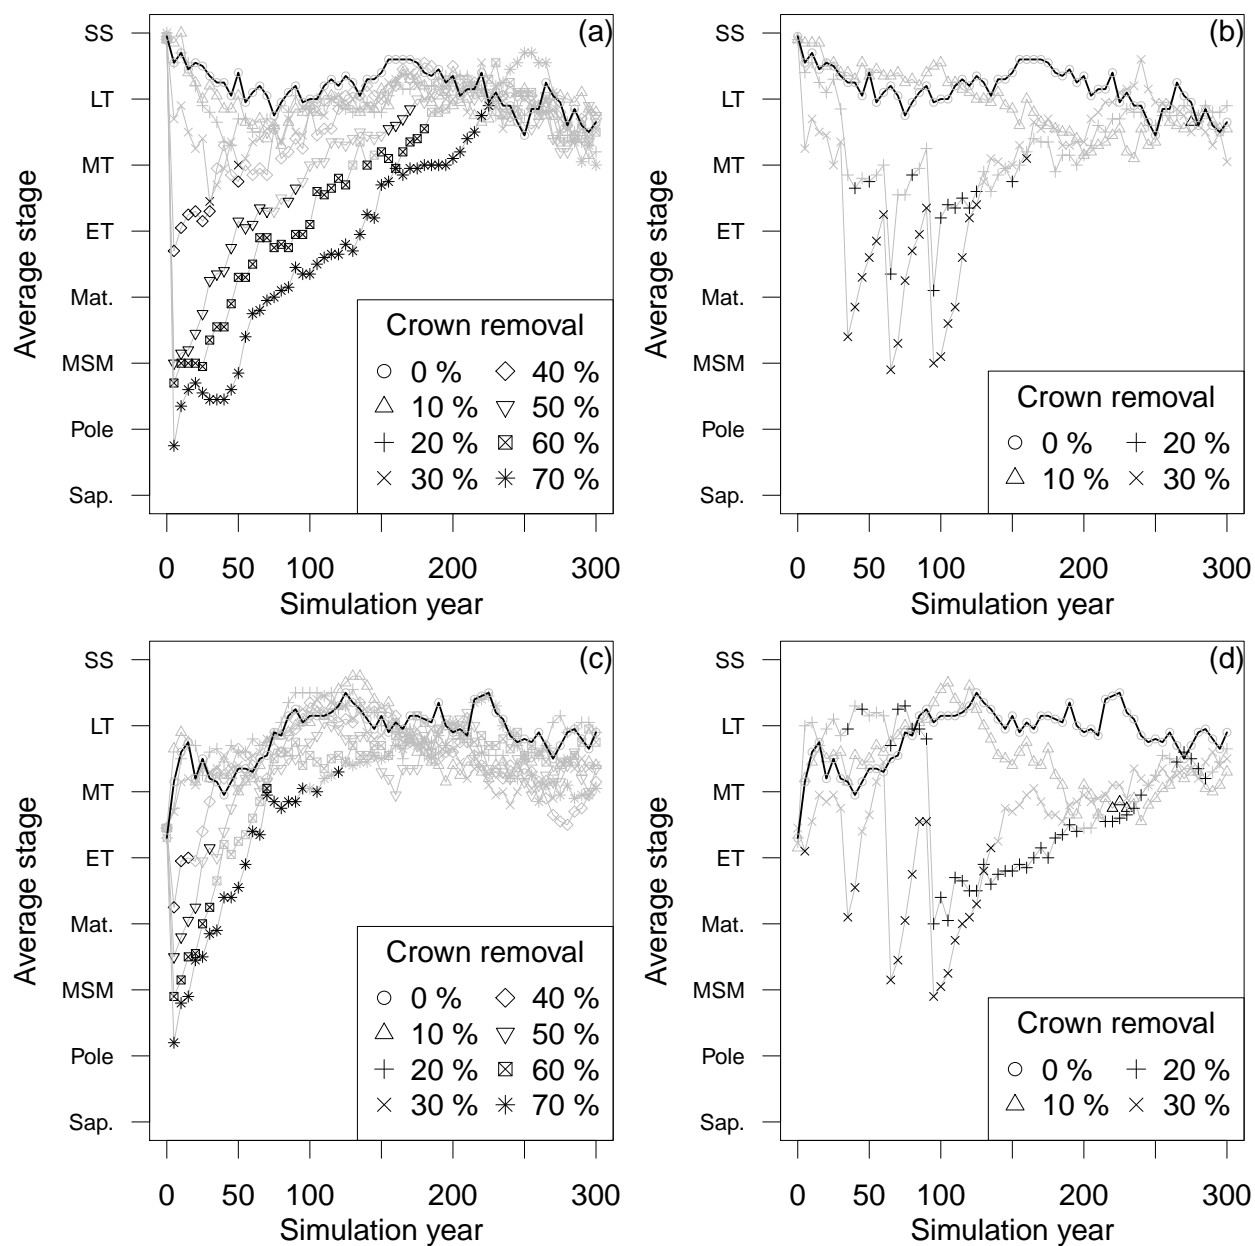 (a)
SS
LT
MT
ET
Mat.
MSM
Pole
Sap.
Average stage
Crown removal
0 % 40 %
10 % 50 %
20 % 60 %
30 % 70 %
0 50 100 200 300
Simulation year
(b)
SS
LT
MT
ET
Mat.
MSM
Pole
Sap.
Average stage
Crown removal
0 % 20 %
10 % 30 %
0 50 100 200 300
Simulation year
(c)
SS
LT
MT
ET
Mat.
MSM
Pole
Sap.
Average stage
Crown removal
0 % 40 %
10 % 50 %
20 % 60 %
30 % 70 %
0 50 100 200 300
Simulation year
(d)
SS
LT
MT
ET
Mat.
MSM
Pole
Sap.
Average stage
Crown removal
0 % 20 %
10 % 30 %
0 50 100 200 300
Simulation year